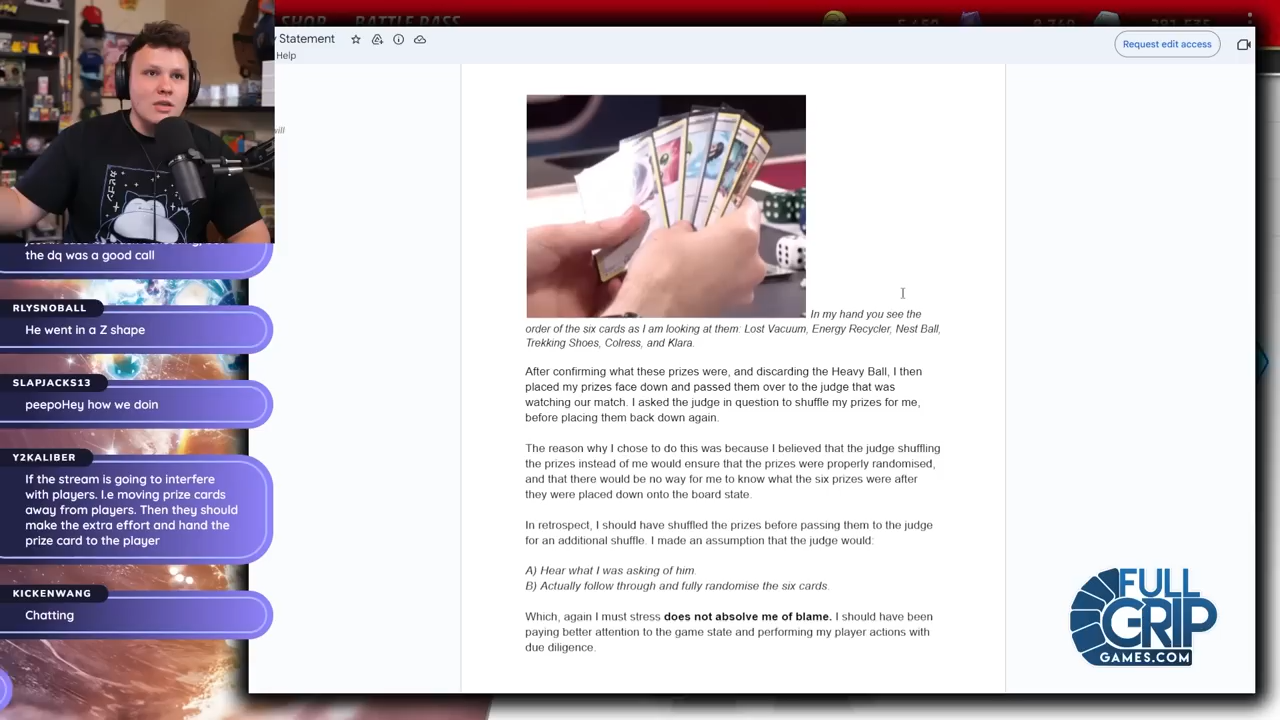 SHOP BATTLE PASS
Statement
Help
Request edit access
will
In my hand you see the
order of the six cards as I am looking at them: Lost Vacuum, Energy Recycler, Nest Ball,
Trekking Shoes, Colress, and Klara.
After confirming what these prizes were, and discarding the Heavy Ball, I then
placed my prizes face down and passed them over to the judge that was
watching our match. I asked the judge in question to shuffle my prizes for me,
before placing them back down again.
The reason why I chose to do this was because I believed that the judge shuffling
the prizes instead of me would ensure that the prizes were properly randomised,
and that there would be no way for me to know what the six prizes were after
they were placed down onto the board state.
In retrospect, I should have shuffled the prizes before passing them to the judge
for an additional shuffle. I made an assumption that the judge would:
A) Hear what I was asking of him.
B) Actually follow through and fully randomise the six cards.
Which, again I must stress does not absolve me of blame. I should have been
paying better attention to the game state and performing my player actions with
due diligence.
the dq was a good call
RLYSNOBALL
He went in a Z shape
SLAPJACKS13
peepoHey how we doin
Y2KALIBER
If the stream is going to interfere
with players. I.e moving prize cards
away from players. Then they should
make the extra effort and hand the
prize card to the player
KICKENWANG
Chatting
FULL
GRIP
GAMES.COM